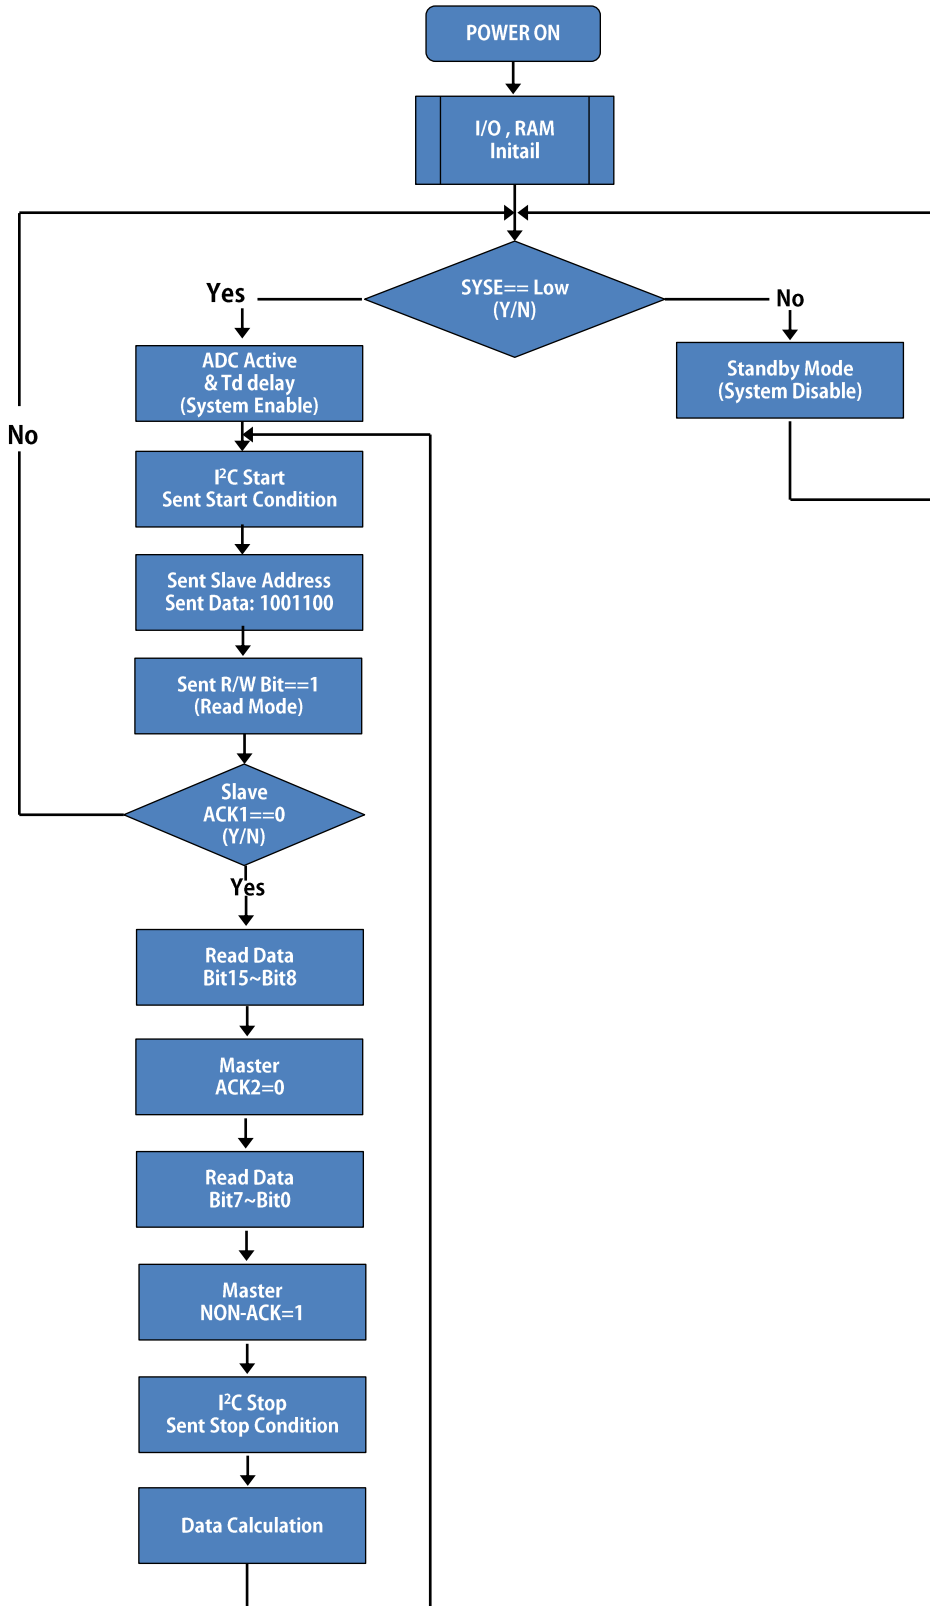 POWER ON
I/O , RAM
Initail
SYSE== Low
(Y/N)
Yes
No
ADC Active
& Td delay
(System Enable)
Standby Mode
(System Disable)
No
I²C Start
Sent Start Condition
Sent Slave Address
Sent Data: 1001100
Sent R/W Bit==1
(Read Mode)
Slave
ACK1==0
(Y/N)
Yes
Read Data
Bit15~Bit8
Master
ACK2=0
Read Data
Bit7~Bit0
Master
NON-ACK=1
I²C Stop
Sent Stop Condition
Data Calculation